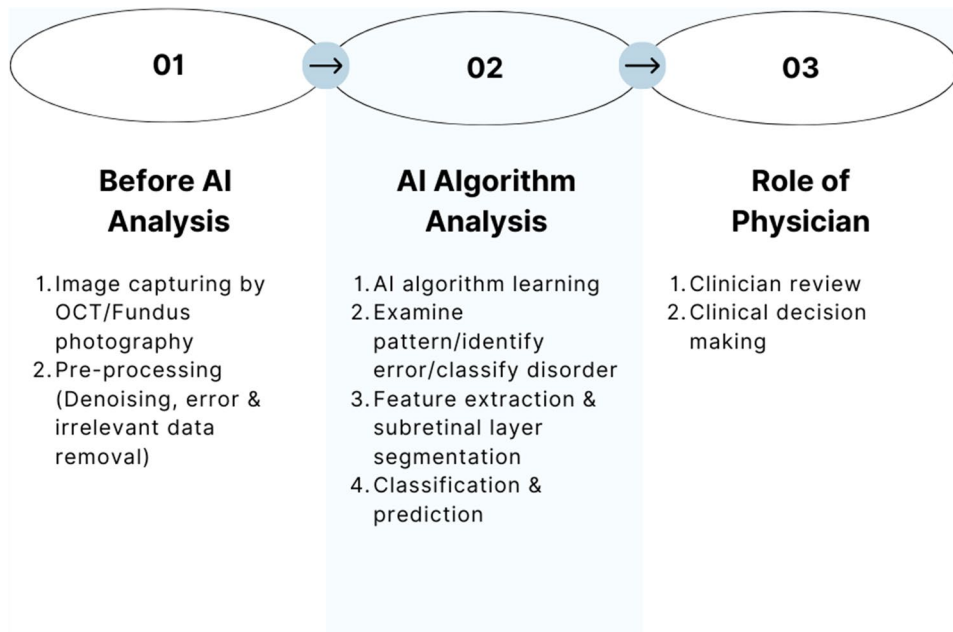 01
02
03
Before AI
Analysis
1. Image capturing by
OCT/Fundus
photography
2. Pre-processing
(Denoising, error &
irrelevant data
removal)
AI Algorithm
Analysis
1. AI algorithm learning
2. Examine
pattern/identify
error/classify disorder
3. Feature extraction &
subretinal layer
segmentation
4. Classification &
prediction
Role of
Physician
1. Clinician review
2. Clinical decision
making